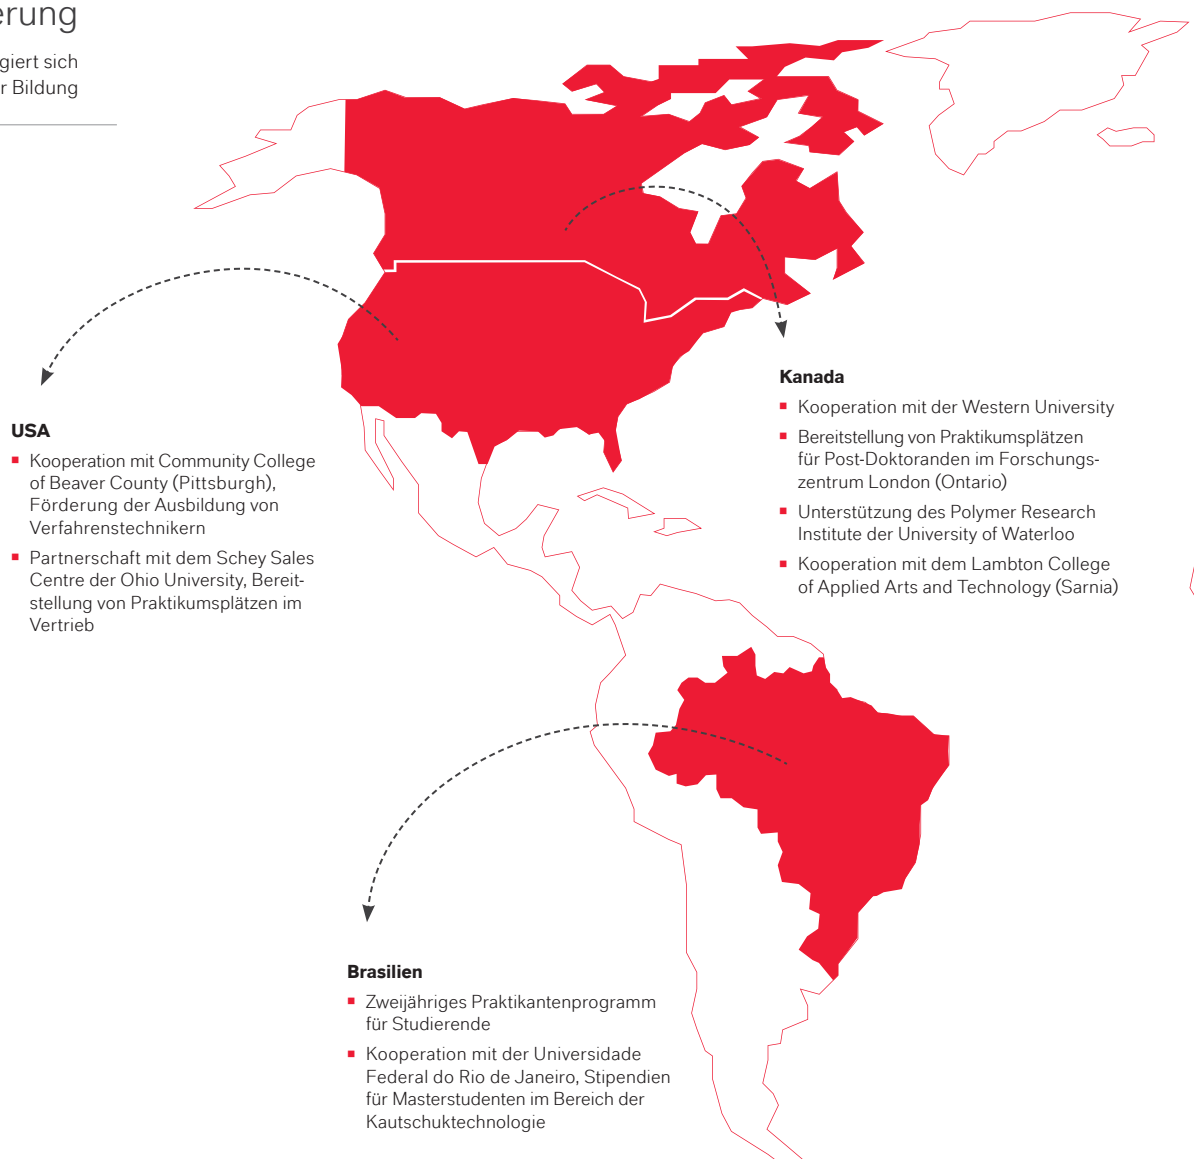 erung
giert sich
r Bildung
USA
▪ Kooperation mit Community College
of Beaver County (Pittsburgh),
Förderung der Ausbildung von
Verfahrenstechnikern
▪ Partnerschaft mit dem Schey Sales
Centre der Ohio University, Bereit-
stellung von Praktikumsplätzen im
Vertrieb
Kanada
▪ Kooperation mit der Western University
▪ Bereitstellung von Praktikumsplätzen
für Post-Doktoranden im Forschungs-
zentrum London (Ontario)
▪ Unterstützung des Polymer Research
Institute der University of Waterloo
▪ Kooperation mit dem Lambton College
of Applied Arts and Technology (Sarnia)
Brasilien
▪ Zweijähriges Praktikantenprogramm
für Studierende
▪ Kooperation mit der Universidade
Federal do Rio de Janeiro, Stipendien
für Masterstudenten im Bereich der
Kautschuktechnologie